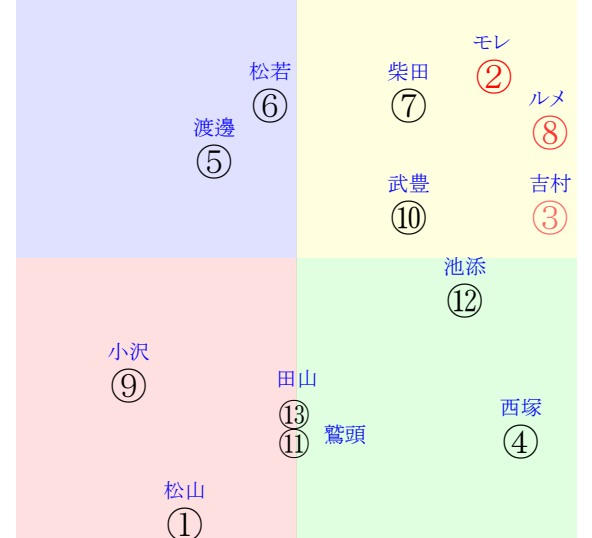 モレ
②
松若
⑥
柴田
⑦
ルメ
⑧
渡邊
⑤
武豊
⑩
吉村
③
池添
⑫
小沢
⑨
田山
⑬
鷲頭
⑪
西塚
④
松山
①